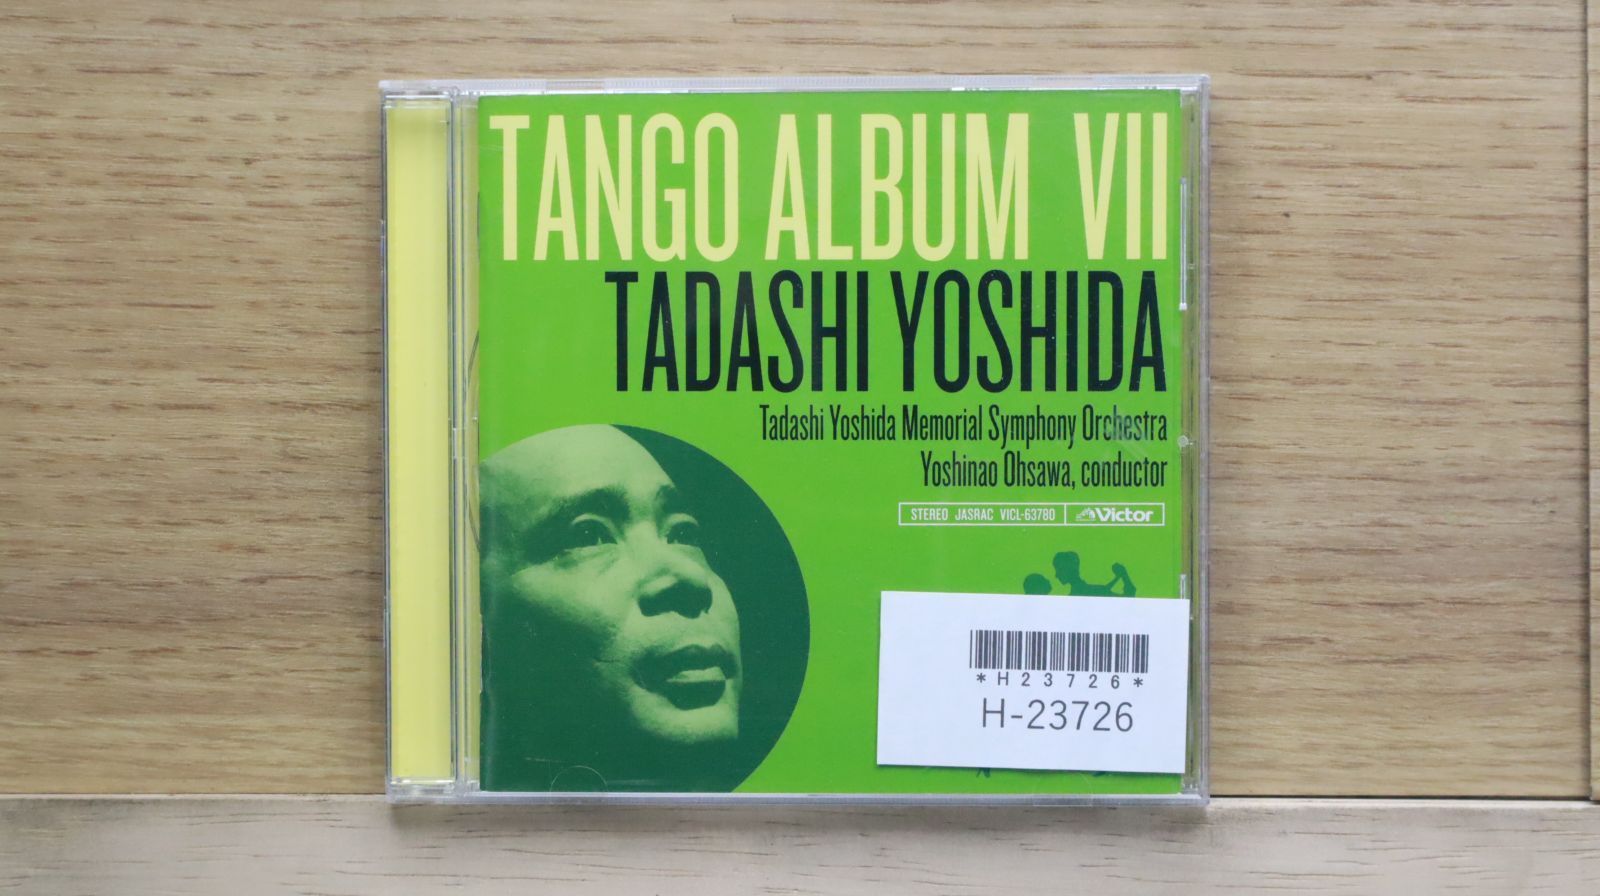 TANGO ALBUM VII
TADASHI YOSHIDA
Tadashi Yoshida Memorial Symphony Orchestra
Yoshinao Ohsawa, conductor
STEREO JASRAC VICL-63780 Victor
*H23726*
H-23726